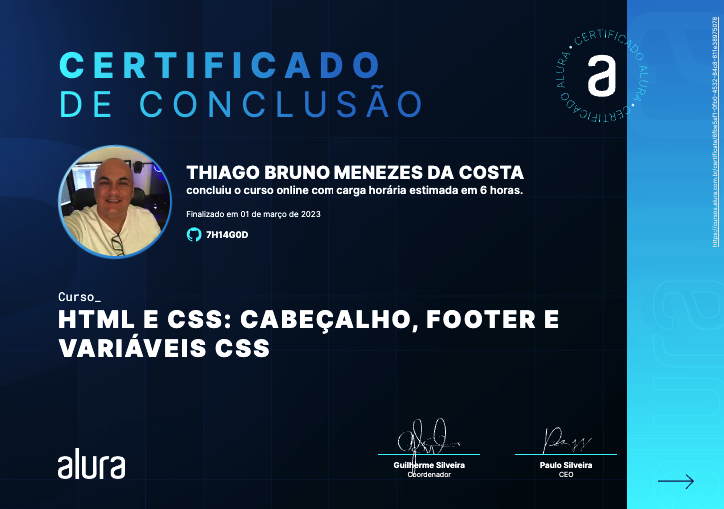 CERTIFICADO
DE CONCLUSÃO
CERTIFICADO ALURA • CERTIFICADO ALURA •
a
THIAGO BRUNO MENEZES DA COSTA
concluiu o curso online com carga horária estimada em 6 horas.
Finalizado em 01 de março de 2023
7H14G0D
Curso_
HTML E CSS: CABEÇALHO, FOOTER E
VARIÁVEIS CSS
alura
Guilherme Silveira
Coordenador
Paulo Silveira
CEO